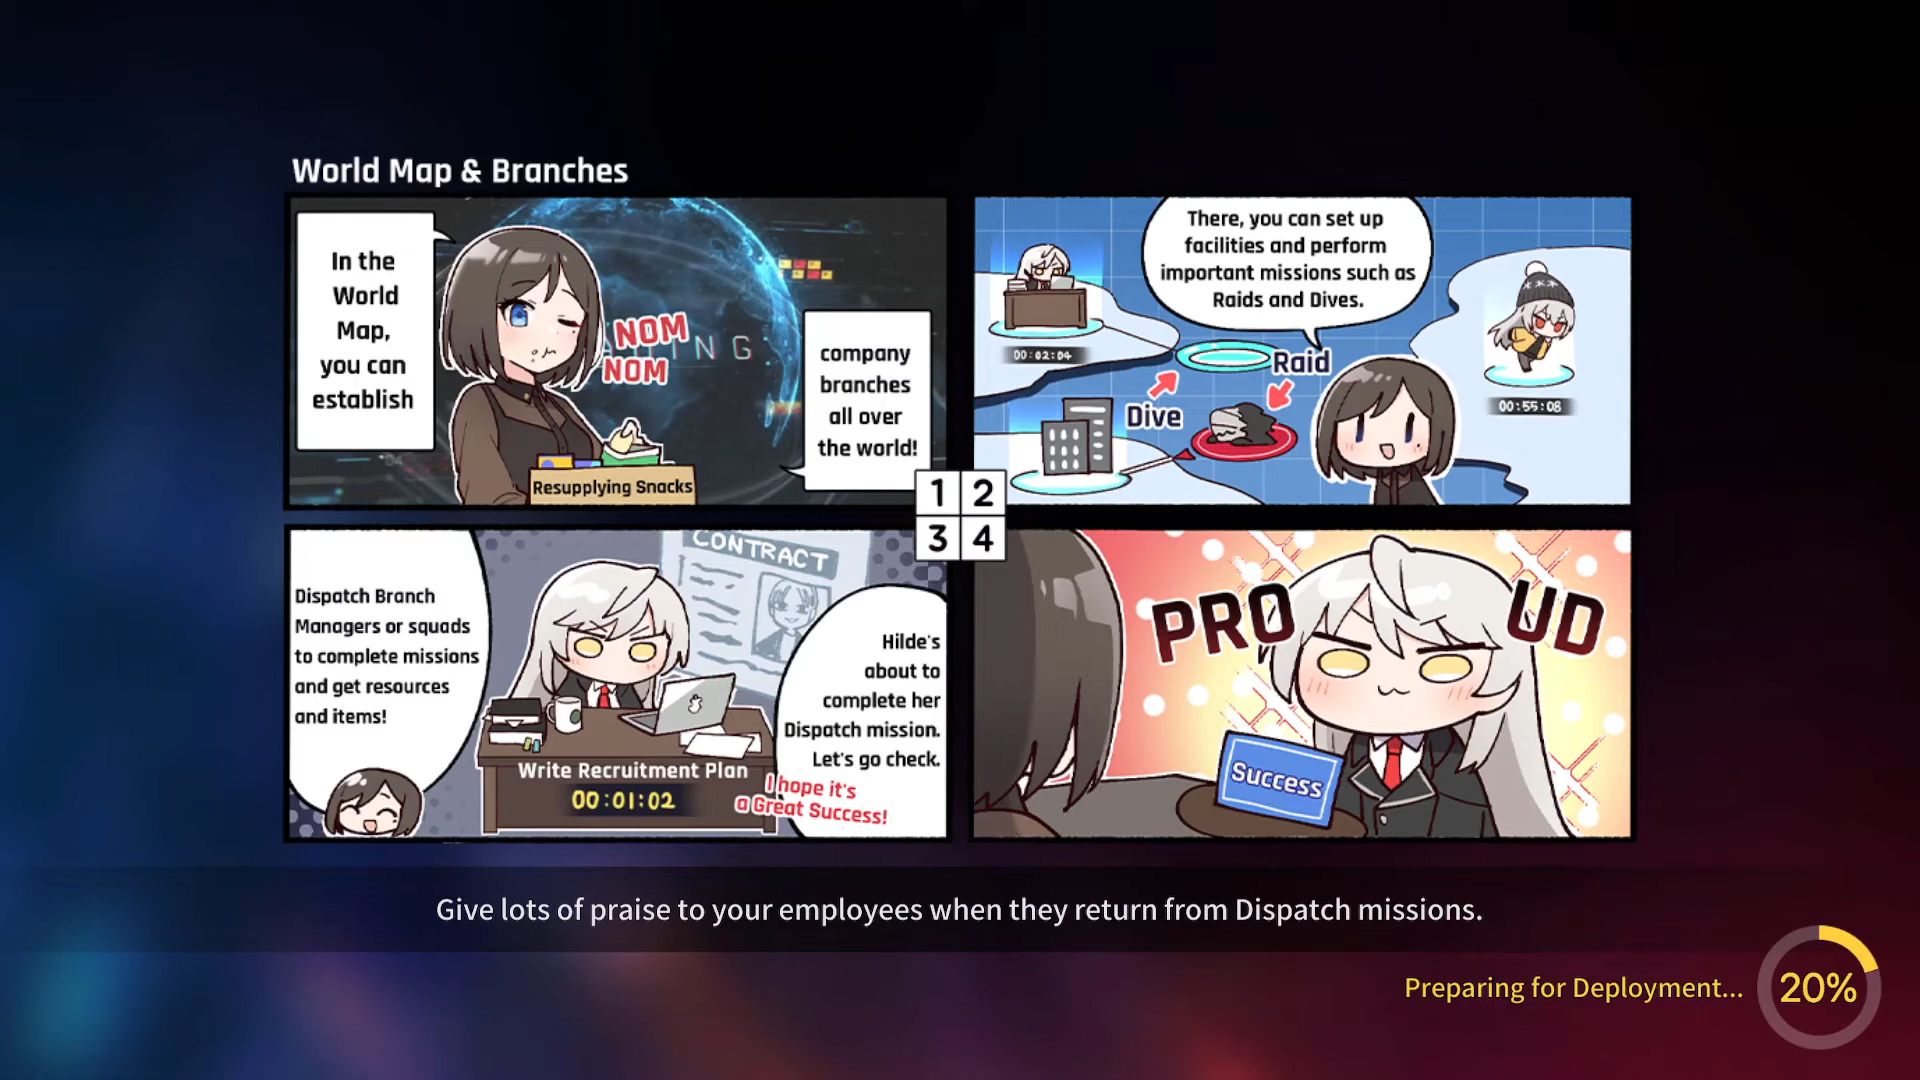 World Map & Branches
In the
World
Map,
you can
establish
NOM
NOM
company
branches
all over
the world!
Resupplying Snacks
There, you can set up
facilities and perform
important missions such as
Raids and Dives.
00:02:04
Raid
Dive
00:55:08
1 2
3 4
CONTRACT
Dispatch Branch
Managers or squads
to complete missions
and get resources
and items!
Hilde's
about to
complete her
Dispatch mission.
Let's go check.
Write Recruitment Plan
00:01:02
I hope it's
a Great Success!
PROUD
Success
Give lots of praise to your employees when they return from Dispatch missions.
Preparing for Deployment...
20%